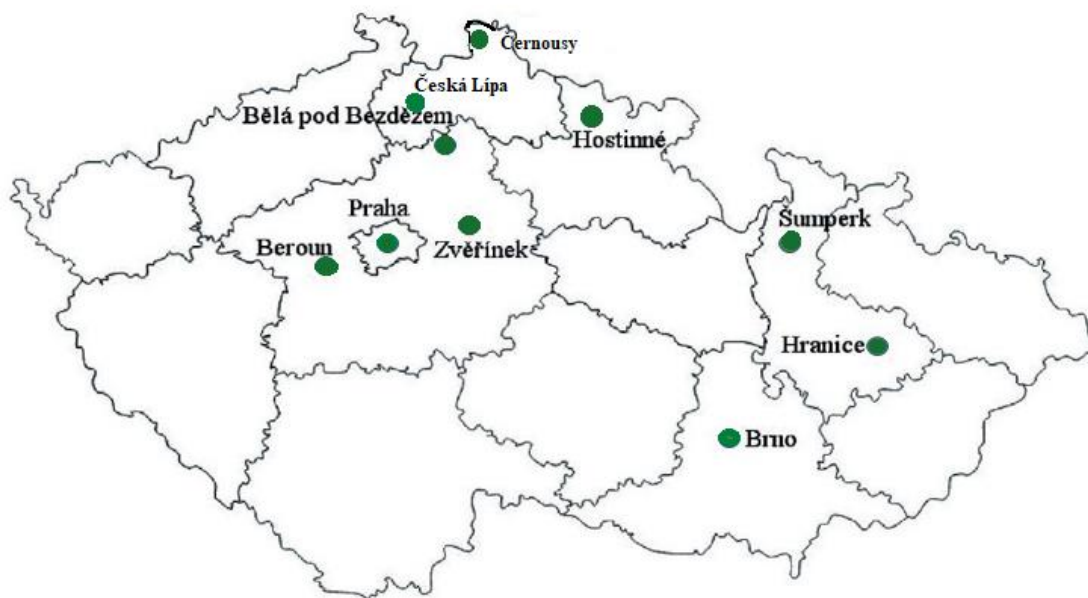 Černousy
Česká Lípa
Bělá pod Bezdězem
Hostinné
Praha
Šumperk
Beroun
Zvěřínek
Hranice
Brno